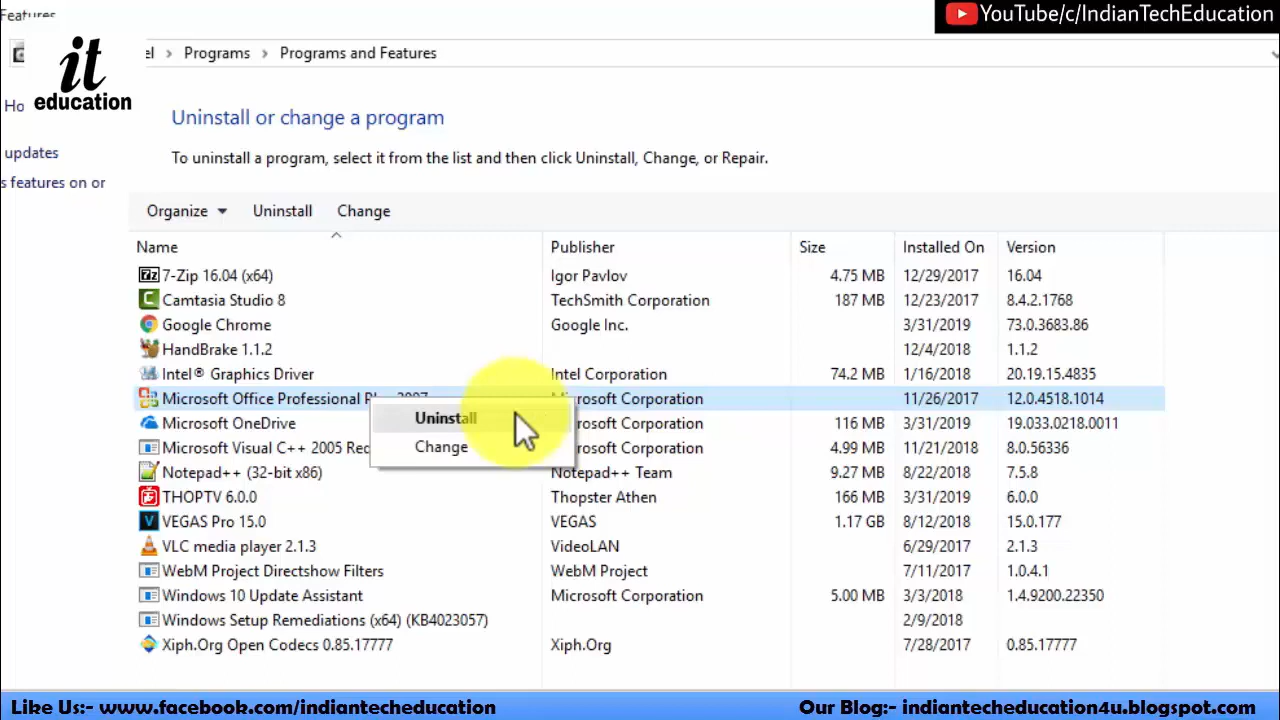 Features
YouTube/c/IndianTechEducation
it
education
el > Programs > Programs and Features
Ho
updates
s features on or
Uninstall or change a program
To uninstall a program, select it from the list and then click Uninstall, Change, or Repair.
Organize Uninstall Change
Name Publisher Size Installed On Version
7-Zip 16.04 (x64) Igor Pavlov 4.75 MB 12/29/2017 16.04
Camtasia Studio 8 TechSmith Corporation 187 MB 12/23/2017 8.4.2.1768
Google Chrome Google Inc. 3/31/2019 73.0.3683.86
HandBrake 1.1.2 12/4/2018 1.1.2
Intel® Graphics Driver Intel Corporation 74.2 MB 1/16/2018 20.19.15.4835
Microsoft Office Professional Microsoft Corporation 11/26/2017 12.0.4518.1014
Uninstall
Change
Microsoft OneDrive rosoft Corporation 116 MB 3/31/2019 19.033.0218.0011
Microsoft Visual C++ 2005 Red rosoft Corporation 4.99 MB 11/21/2018 8.0.56336
Notepad++ (32-bit x86) Notepad++ Team 9.27 MB 8/22/2018 7.5.8
THOPTV 6.0.0 Thopster Athen 166 MB 3/31/2019 6.0.0
VEGAS Pro 15.0 VEGAS 1.17 GB 8/12/2018 15.0.177
VLC media player 2.1.3 VideoLAN 6/29/2017 2.1.3
WebM Project Directshow Filters WebM Project 7/11/2017 1.0.4.1
Windows 10 Update Assistant Microsoft Corporation 5.00 MB 3/3/2018 1.4.9200.22350
Windows Setup Remediations (x64) (KB4023057) 2/9/2018
Xiph.Org Open Codecs 0.85.17777 Xiph.Org 7/28/2017 0.85.17777
Like Us:- www.facebook.com/indiantecheducation
Our Blog:- indiantecheducation4u.blogspot.com